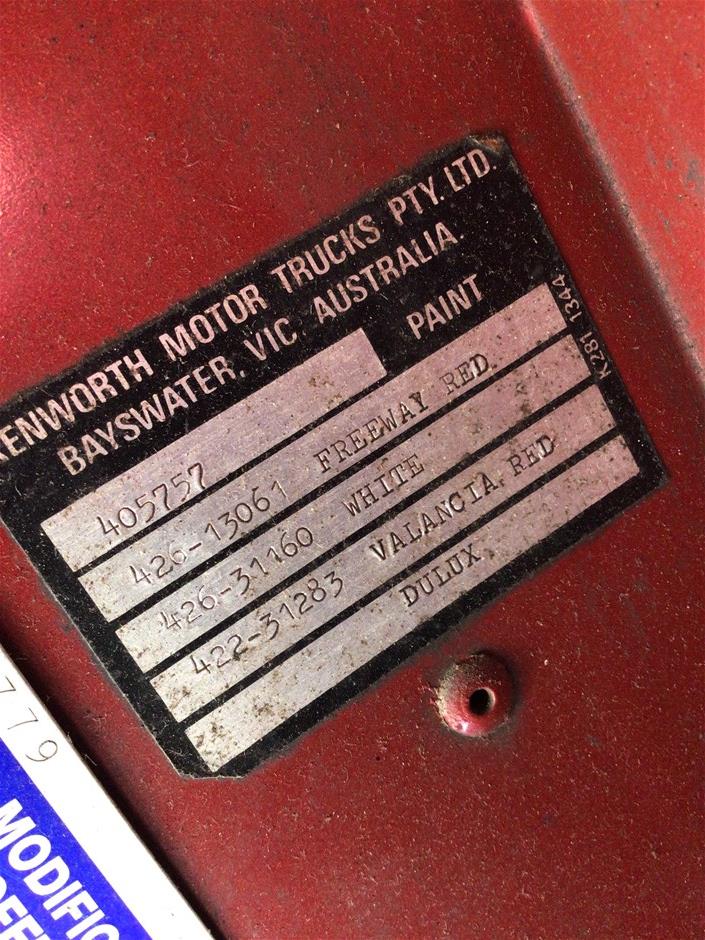 KENWORTH MOTOR TRUCKS PTY. LTD.
BAYSWATER, VIC. AUSTRALIA.
PAINT
405757
426-13061 FREEWAY RED.
426-31160 WHITE
422-31283 VALANCIA RED
DULUX
K281 1344
779
MODIFIC